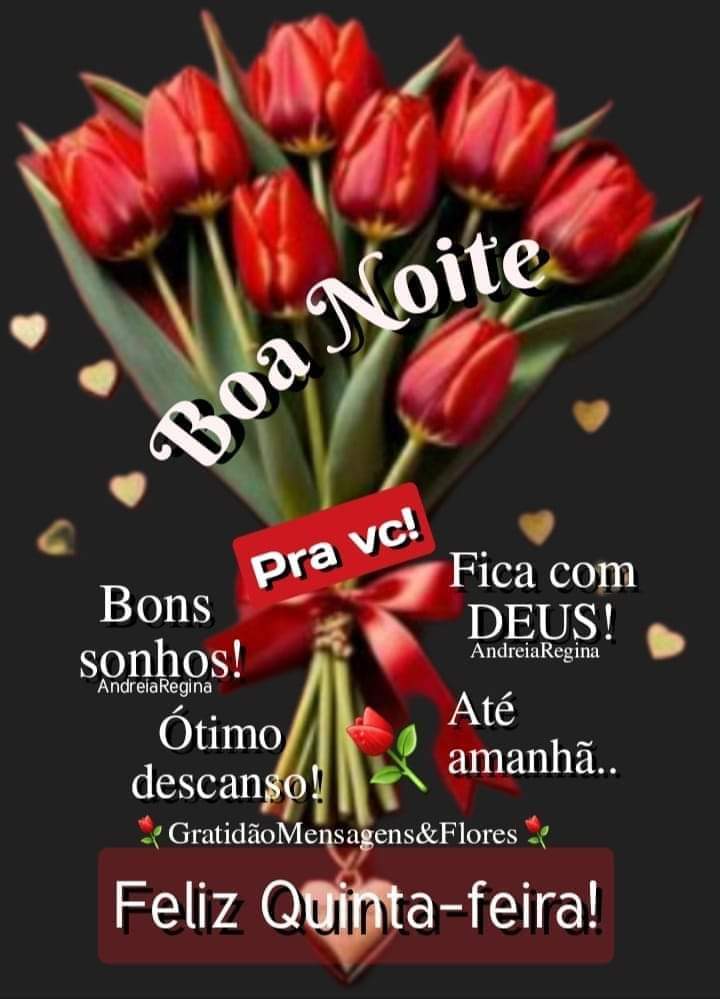 Boa Noite
Pra vc!
Bons
sonhos!
AndreiaRegina
Fica com
DEUS!
AndreiaRegina
Ótimo
descanso!
Até
amanhã..
GratidãoMensagens&Flores
Feliz Quinta-feira!